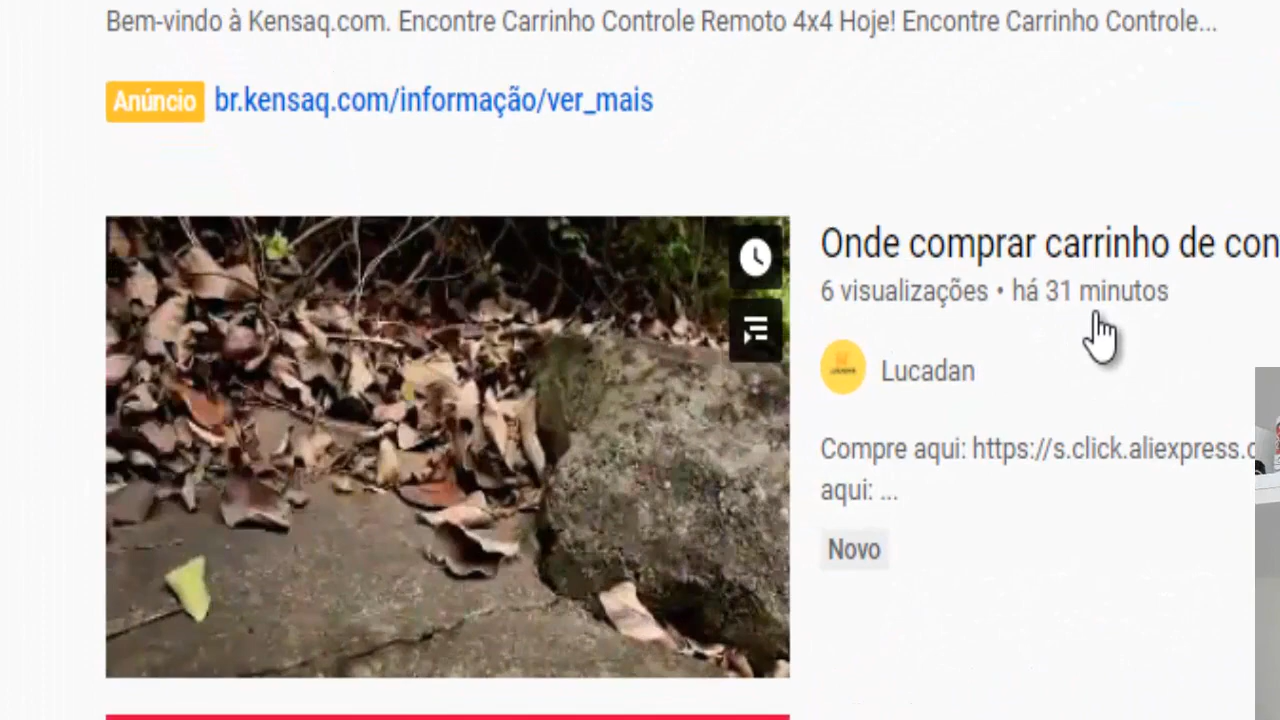 Bem-vindo à Kensaq.com. Encontre Carrinho Controle Remoto 4x4 Hoje! Encontre Carrinho Controle...
Anúncio br.kensaq.com/informação/ver_mais
Onde comprar carrinho de con
6 visualizações • há 31 minutos
Lucadan
Compre aqui: https://s.click.aliexpress.c
aqui: ...
Novo